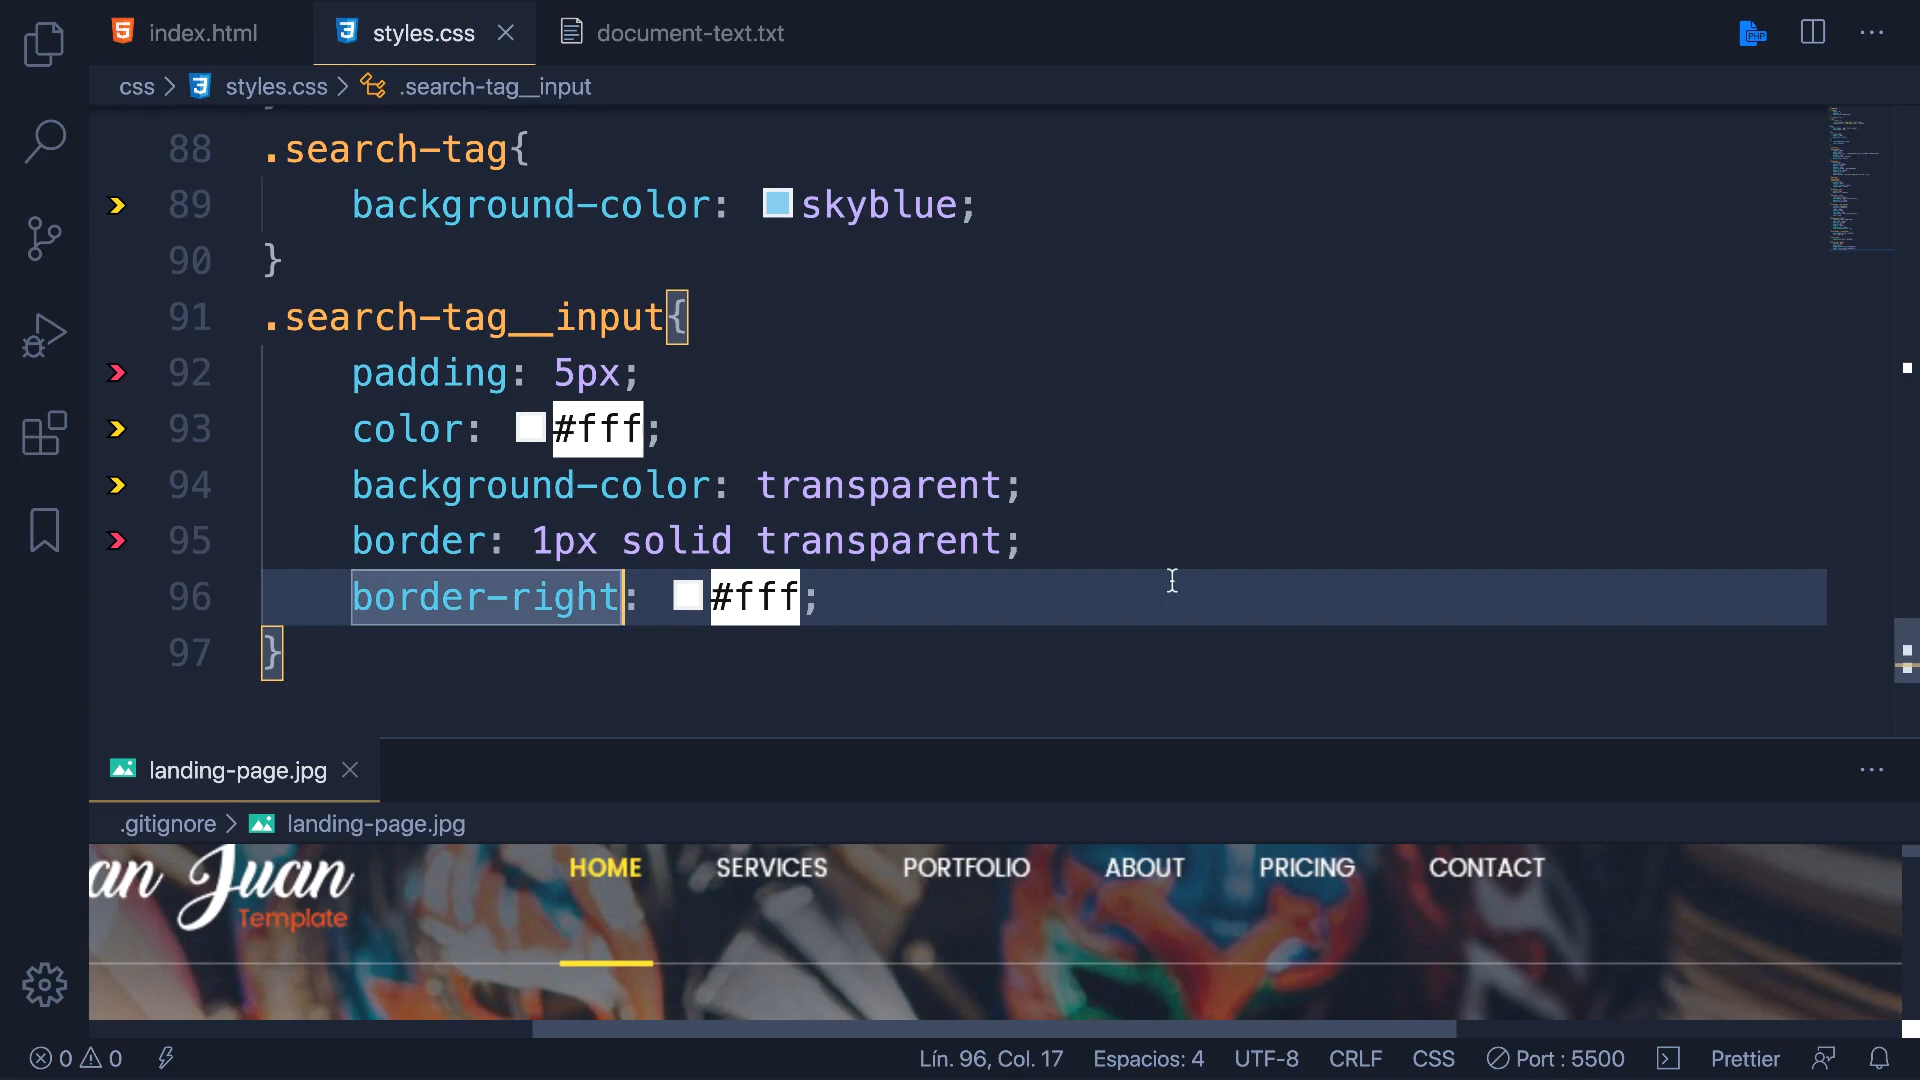 index.html styles.css document-text.txt
css styles.css .search-tag__input
88 .search-tag{
89 background-color: skyblue;
90 }
91 .search-tag__input{
92 padding: 5px;
93 color: #fff;
94 background-color: transparent;
95 border: 1px solid transparent;
96 border-right: #fff;
97 }
landing-page.jpg
.gitignore landing-page.jpg
an Juan HOME SERVICES PORTFOLIO ABOUT PRICING CONTACT
Template
0 0 Lín. 96, Col. 17 Espacios: 4 UTF-8 CRLF CSS Port : 5500 Prettier